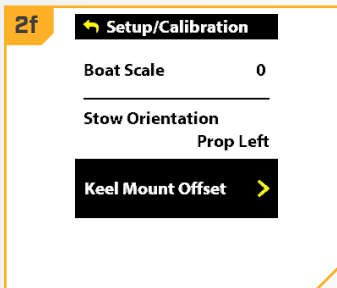 2f
Setup/Calibration
Boat Scale 0
Stow Orientation
Prop Left
Keel Mount Offset